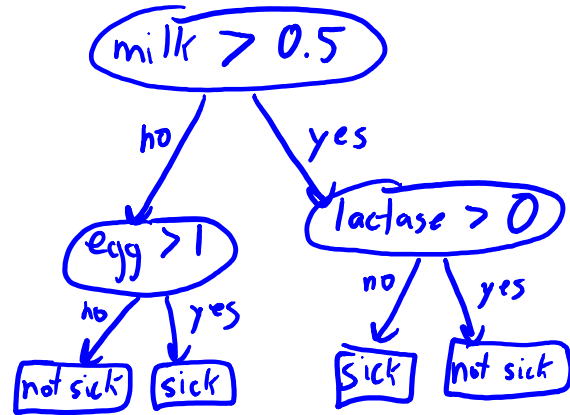 milk > 0.5
no
yes
egg > 1
lactase > 0
no
yes
no
yes
not sick
sick
sick
not sick